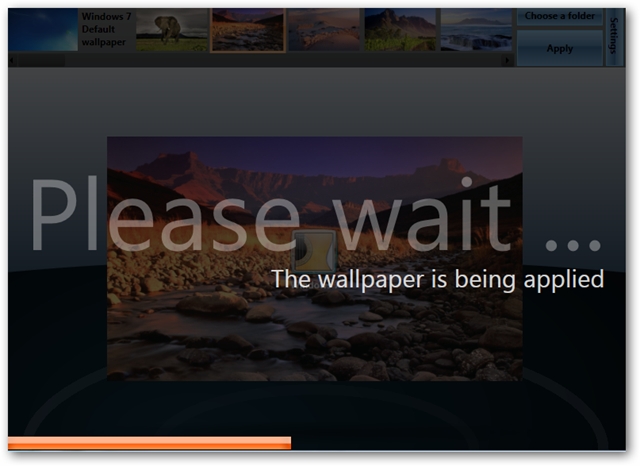 Windows 7
Default
wallpaper
Choose a folder
Apply
Settings
Please wait ...
The wallpaper is being applied